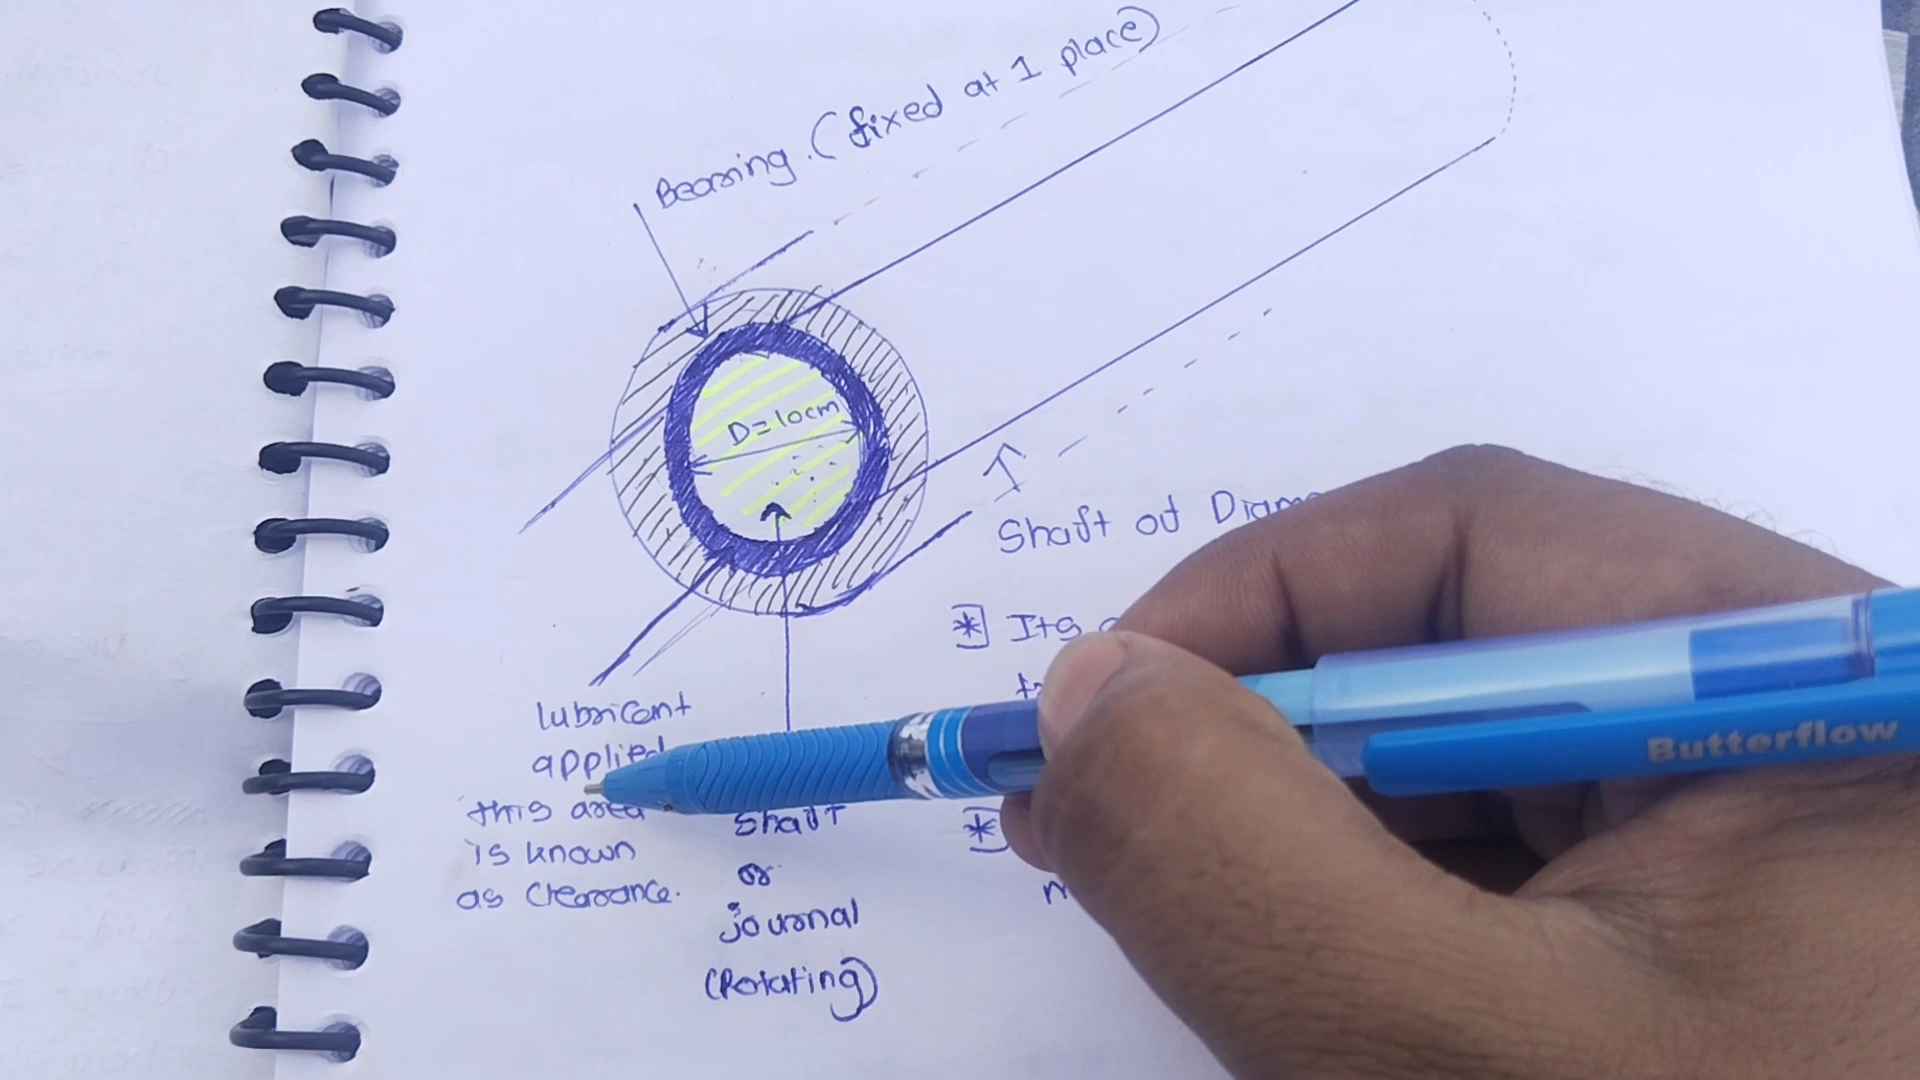 Bearing. (fixed at 1 place)
D=10cm
Shaft of Diam
* Its
lubricant
applied
this area
is known
as Clearance.
Shaft
or
journal
(Rotating)
*
Butterflow